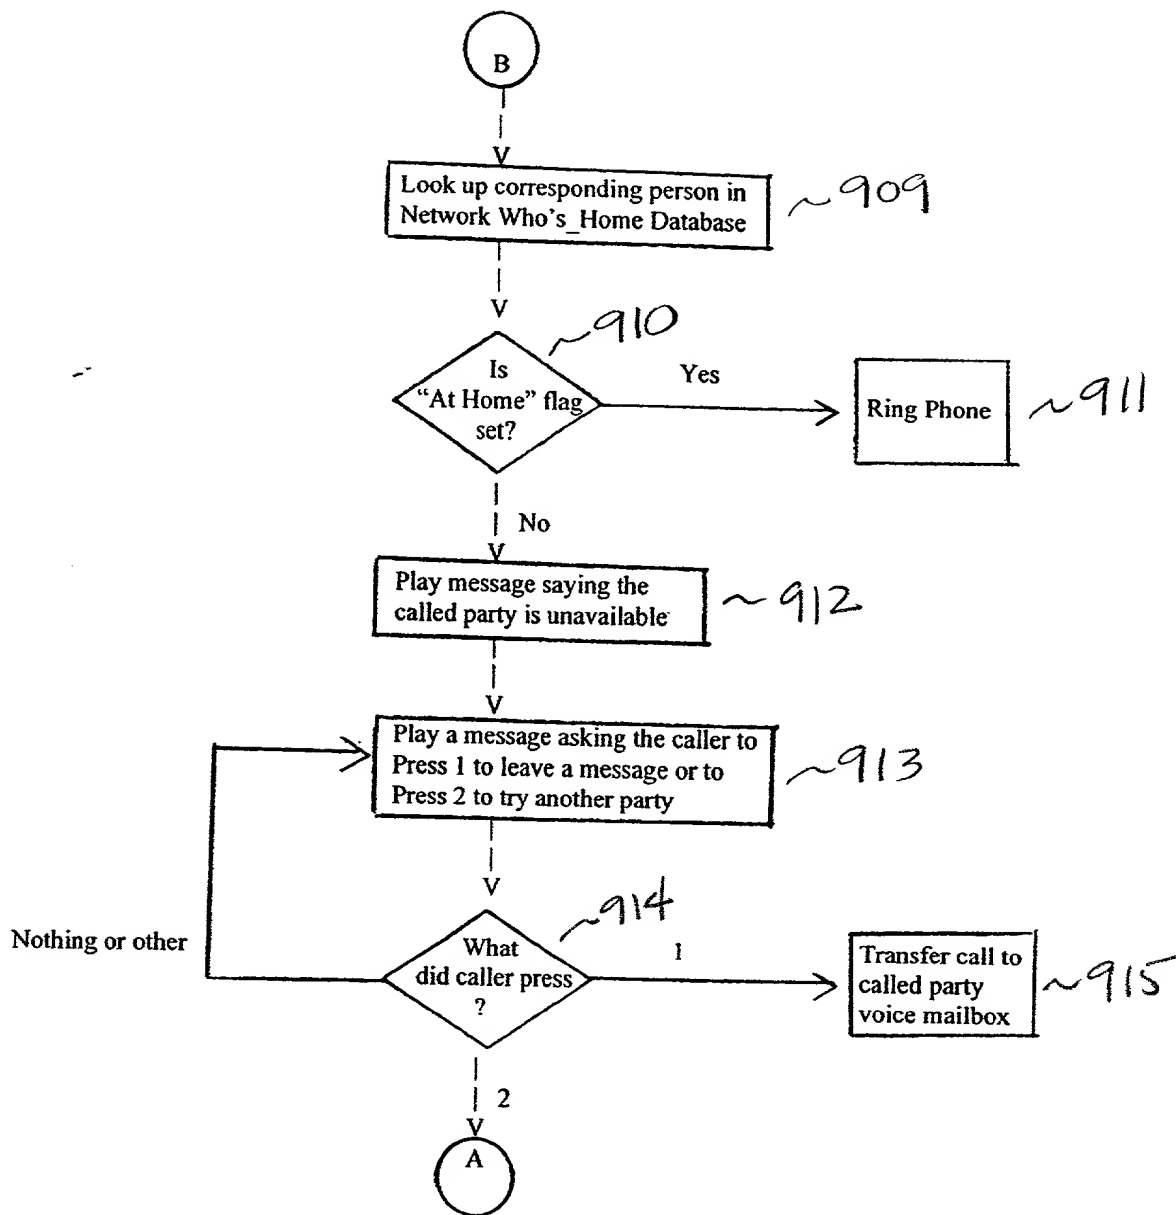 B
Look up corresponding person in
Network Who's_Home Database
~909
~910
Is
“At Home” flag
set?
Yes
Ring Phone
~911
No
Play message saying the
called party is unavailable
~912
Play a message asking the caller to
Press 1 to leave a message or to
Press 2 to try another party
~913
~914
What
did caller press
?
Nothing or other
1
Transfer call to
called party
voice mailbox
~915
2
A